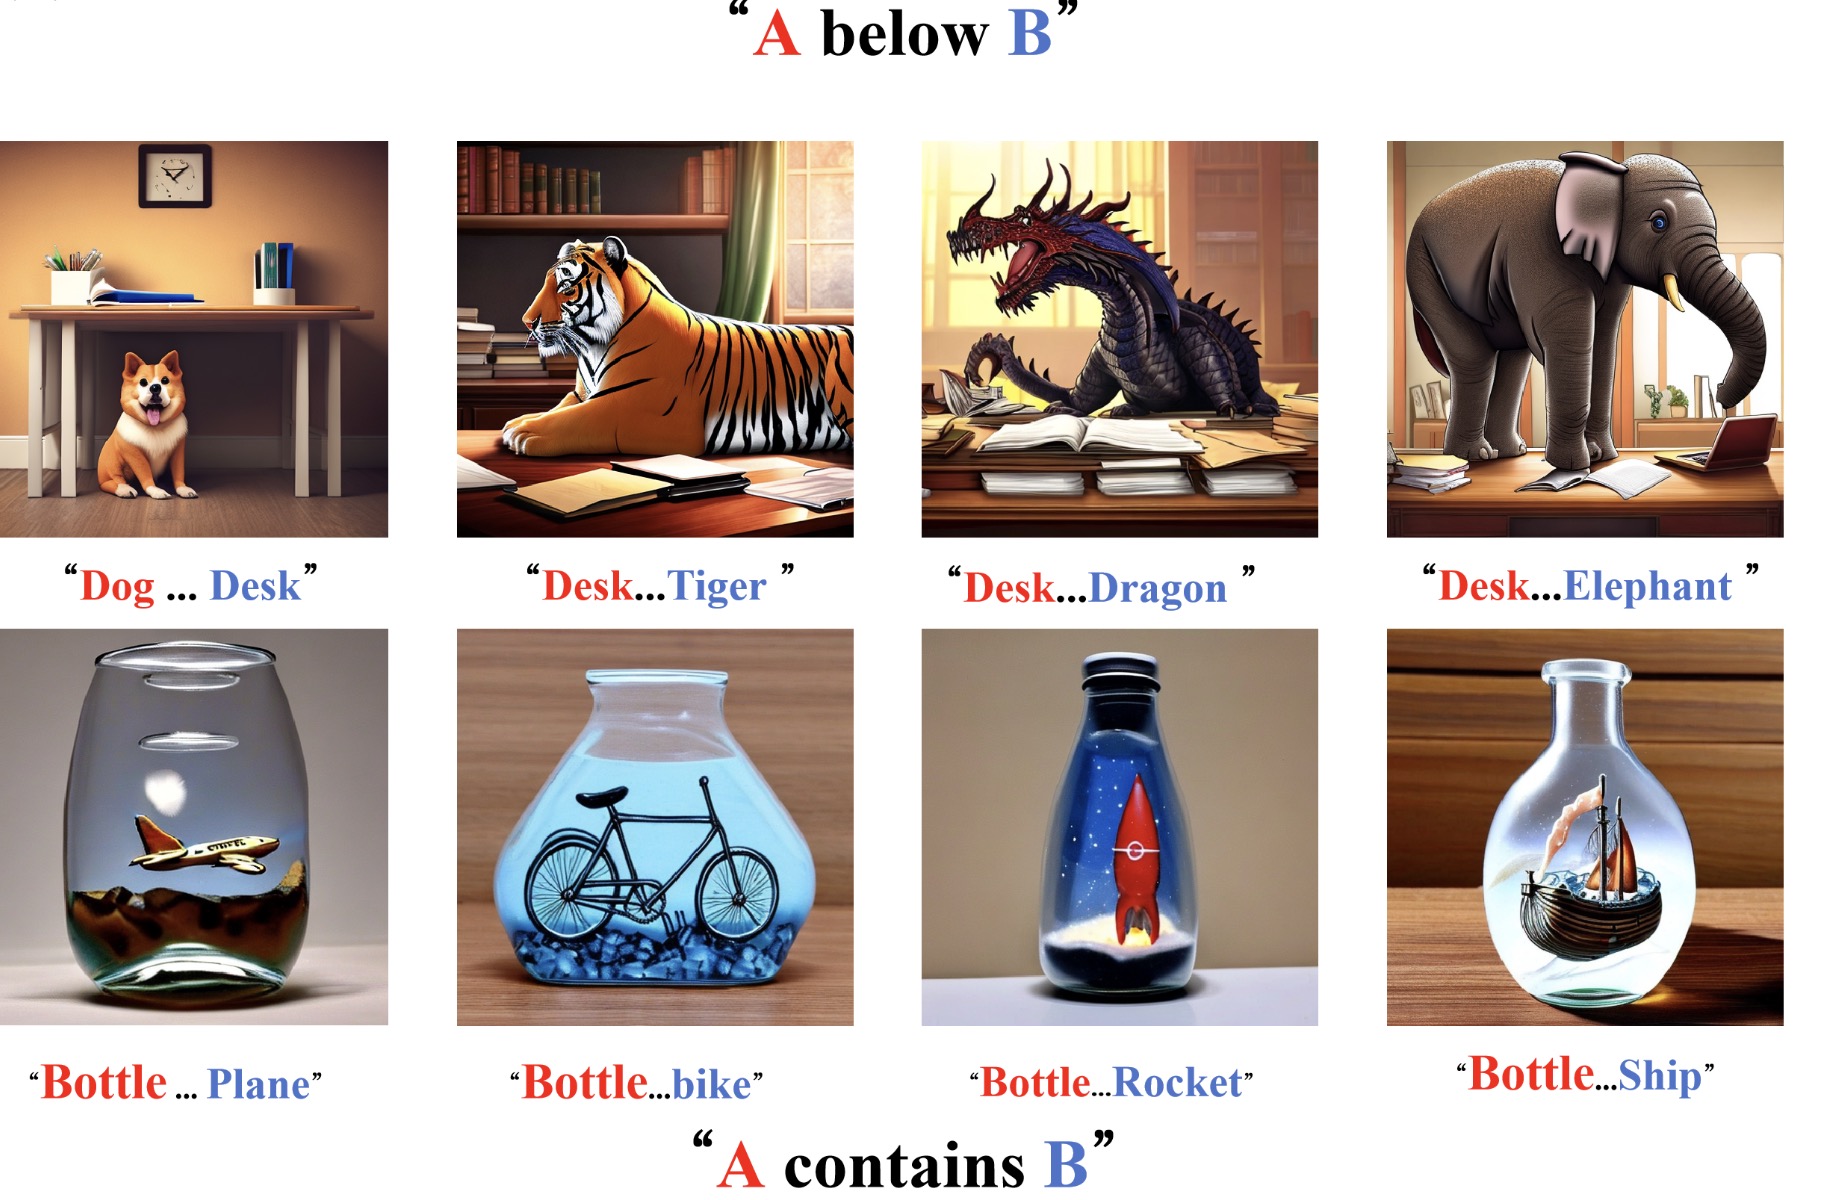 “A below B”
“Dog ... Desk”
“Desk...Tiger ”
“Desk...Dragon ”
“Desk...Elephant ”
“Bottle ... Plane”
“Bottle...bike”
“Bottle...Rocket”
“Bottle...Ship”
“A contains B”